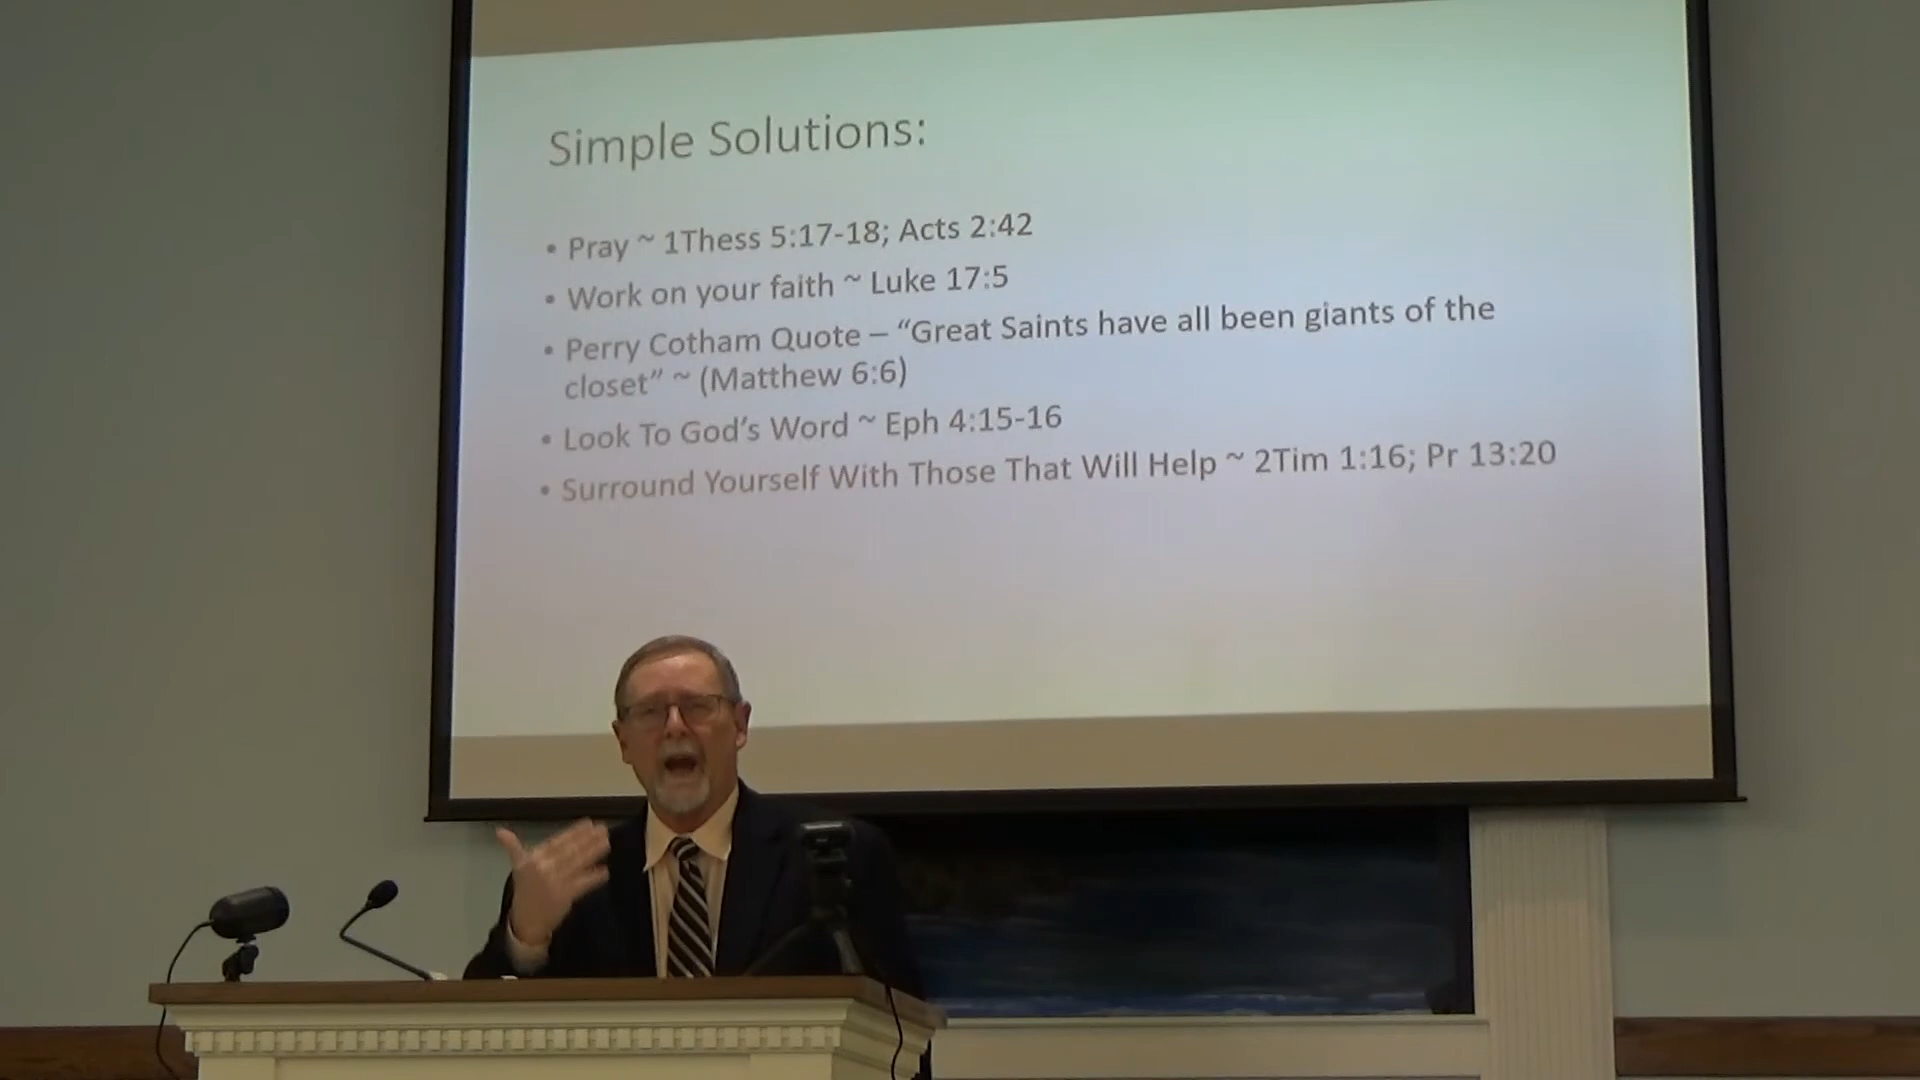 Simple Solutions:
• Pray ~ 1Thess 5:17-18; Acts 2:42
• Work on your faith ~ Luke 17:5
• Perry Cotham Quote – “Great Saints have all been giants of the
closet” ~ (Matthew 6:6)
• Look To God’s Word ~ Eph 4:15-16
• Surround Yourself With Those That Will Help ~ 2Tim 1:16; Pr 13:20